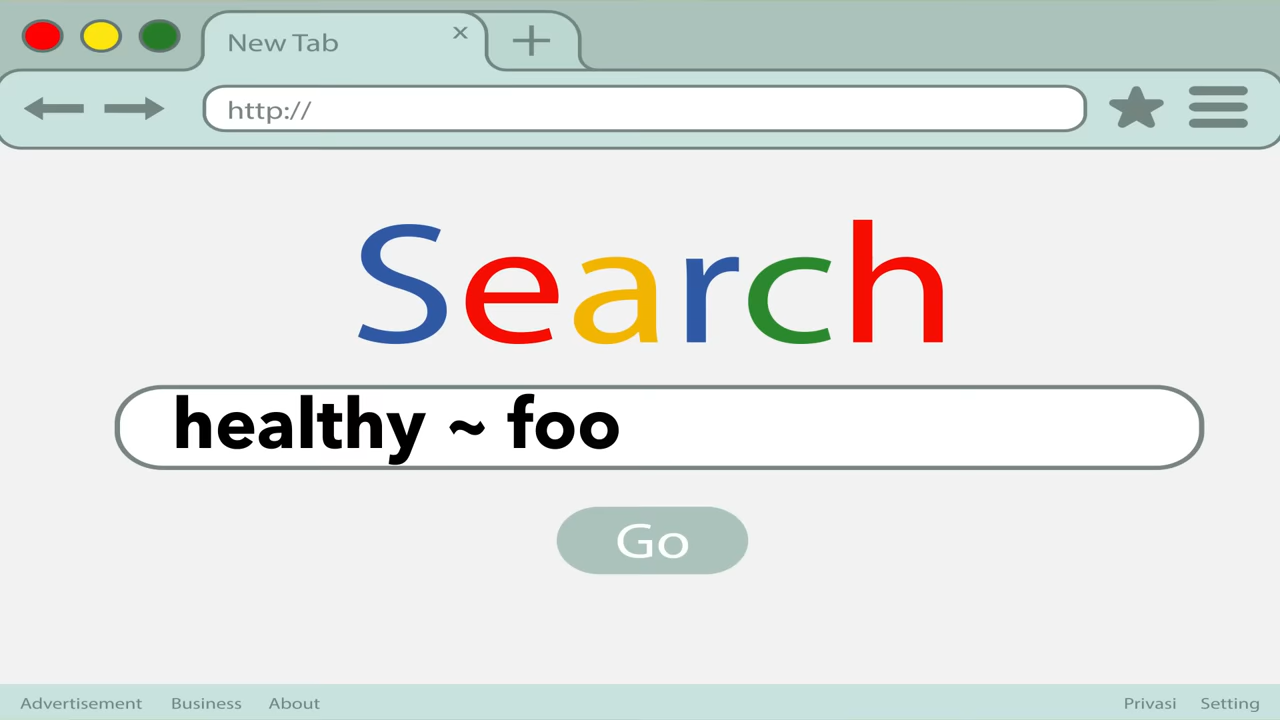 New Tab ×
http://
Search
healthy ~ foo
Go
Advertisement Business About Privasi Setting